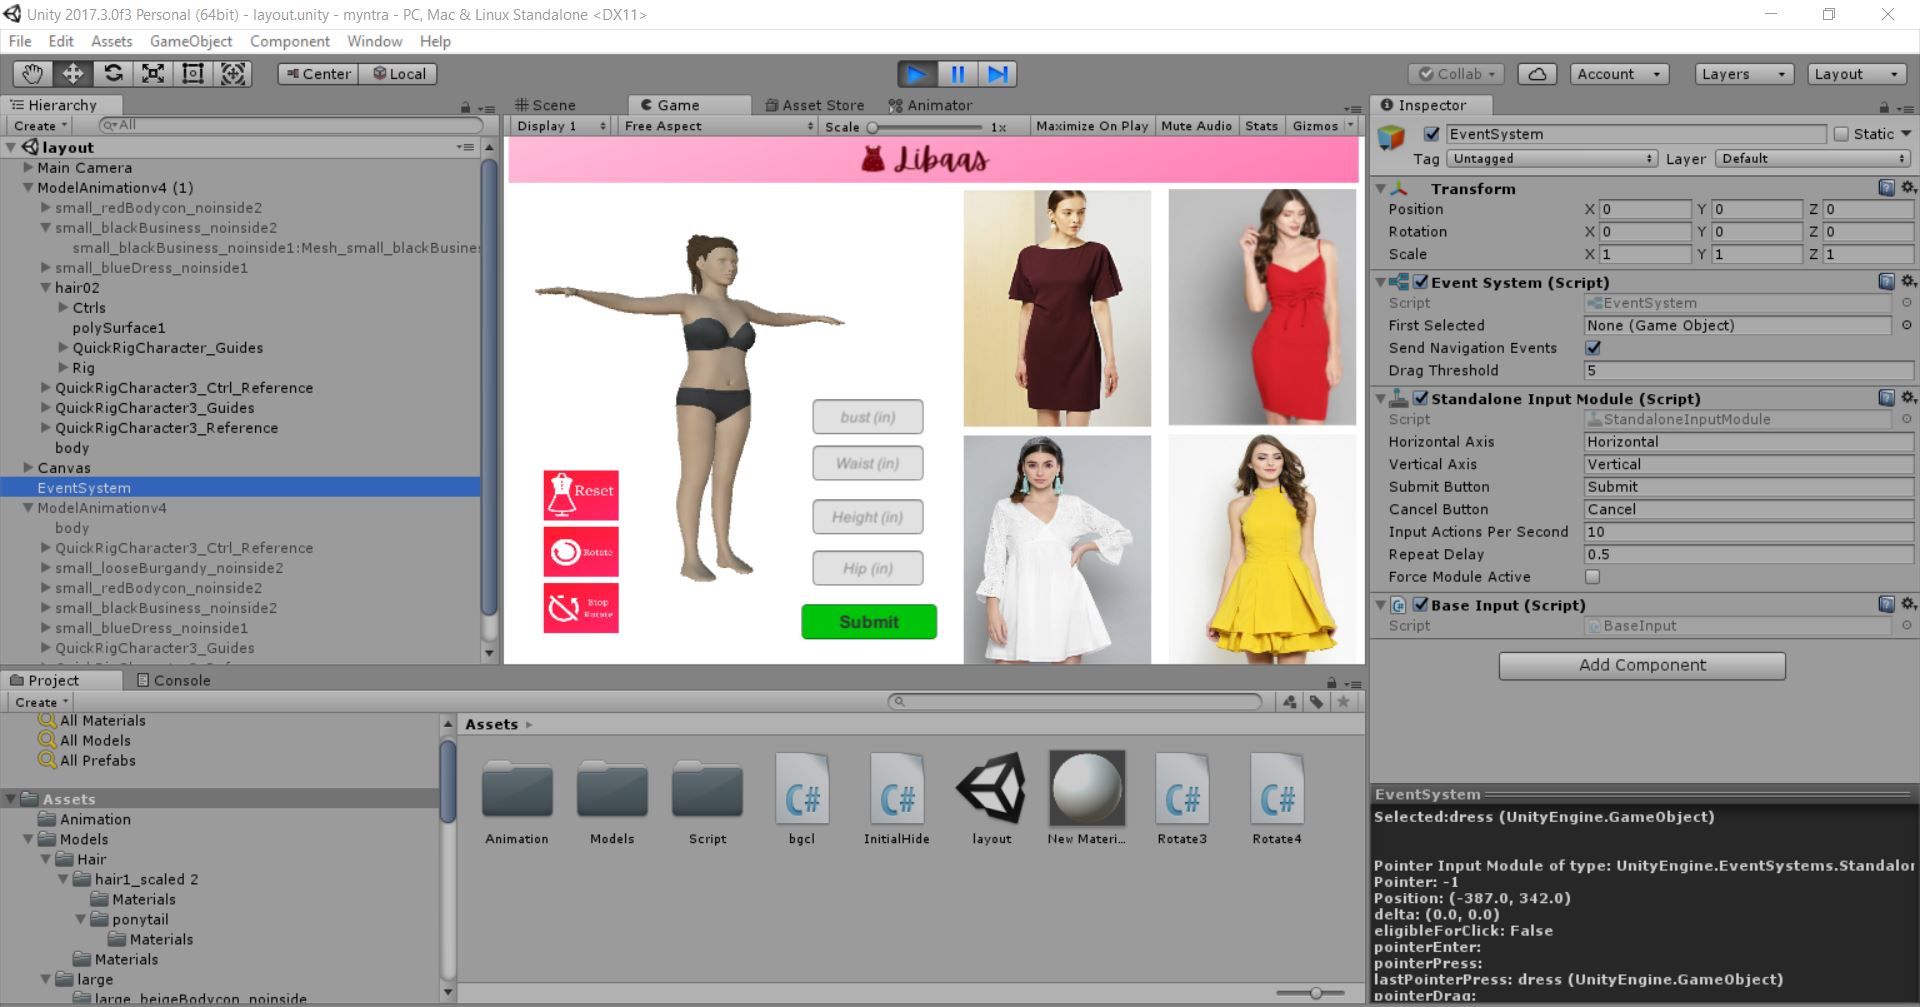 Unity 2017.3.0f3 Personal (64bit) - layout.unity - myntra - PC, Mac & Linux Standalone <DX11>
File Edit Assets GameObject Component Window Help
Center Local Collab Account Layers Layout
Hierarchy
Create All
layout
Main Camera
ModelAnimationv4 (1)
small_redBodycon_noinside2
small_blackBusiness_noinside2
small_blackBusiness_noinside1:Mesh_small_blackBusines
small_blueDress_noinside1
hair02
Ctrls
polySurface1
QuickRigCharacter_Guides
Rig
QuickRigCharacter3_Ctrl_Reference
QuickRigCharacter3_Guides
QuickRigCharacter3_Reference
body
Canvas
EventSystem
ModelAnimationv4
body
QuickRigCharacter3_Ctrl_Reference
small_looseBurgandy_noinside2
small_redBodycon_noinside2
small_blackBusiness_noinside2
small_blueDress_noinside1
QuickRigCharacter3_Guides
Scene Game Asset Store Animator
Display 1 Free Aspect Scale 1x Maximize On Play Mute Audio Stats Gizmos
Libaas
bust (in)
Waist (in)
Height (in)
Hip (in)
Submit
Reset
Rotate
Stop
Rotate
Inspector
EventSystem Static
Tag Untagged Layer Default
Transform
Position X 0 Y 0 Z 0
Rotation X 0 Y 0 Z 0
Scale X 1 Y 1 Z 1
Event System (Script)
Script EventSystem
First Selected None (Game Object)
Send Navigation Events
Drag Threshold 5
Standalone Input Module (Script)
Script StandaloneInputModule
Horizontal Axis Horizontal
Vertical Axis Vertical
Submit Button Submit
Cancel Button Cancel
Input Actions Per Second 10
Repeat Delay 0.5
Force Module Active
Base Input (Script)
Script BaseInput
Add Component
Project Console
Create
All Materials
All Models
All Prefabs
Assets
Animation
Models
Hair
hair1_scaled 2
Materials
ponytail
Materials
Materials
large
large_beigeBodycon_noinside
Assets
Animation Models Script bgcl InitialHide layout New Materi... Rotate3 Rotate4
EventSystem
Selected:dress (UnityEngine.GameObject)
Pointer Input Module of type: UnityEngine.EventSystems.Standalor
Pointer: -1
Position: (-387.0, 342.0)
delta: (0.0, 0.0)
eligibleForClick: False
pointerEnter:
pointerPress:
lastPointerPress: dress (UnityEngine.GameObject)
pointerDrag: